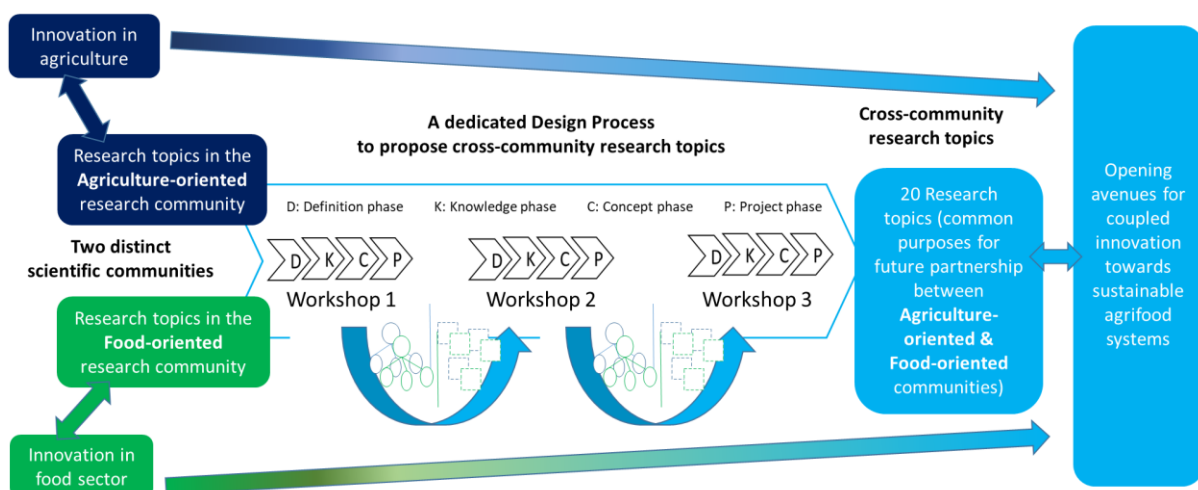 Innovation in
agriculture
Research topics in the
Agriculture-oriented
research community
Two distinct
scientific communities
Research topics in the
Food-oriented
research community
Innovation in
food sector
A dedicated Design Process
to propose cross-community research topics
D: Definition phase K: Knowledge phase C: Concept phase P: Project phase
D K C P
Workshop 1
D K C P
Workshop 2
D K C P
Workshop 3
Cross-community
research topics
20 Research
topics (common
purposes for
future partnership
between
Agriculture-
oriented &
Food-oriented
communities)
Opening
avenues for
coupled
innovation
towards
sustainable
agrifood
systems